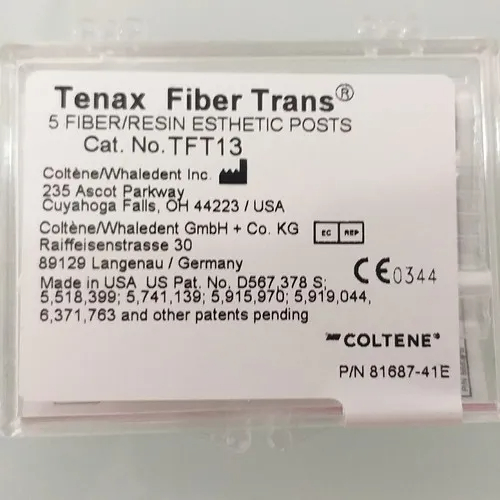 Tenax Fiber Trans®
5 FIBER/RESIN ESTHETIC POSTS
Cat. No. TFT13
Coltène/Whaledent Inc.
235 Ascot Parkway
Cuyahoga Falls, OH 44223 / USA
Coltène/Whaledent GmbH + Co. KG EC REP
Raiffeisenstrasse 30
89129 Langenau / Germany
CE 0344
Made in USA US Pat. No. D567,378 S;
5,518,399; 5,741,139; 5,915,970; 5,919,044,
6,371,763 and other patents pending
COLTENE®
P/N 81687-41E